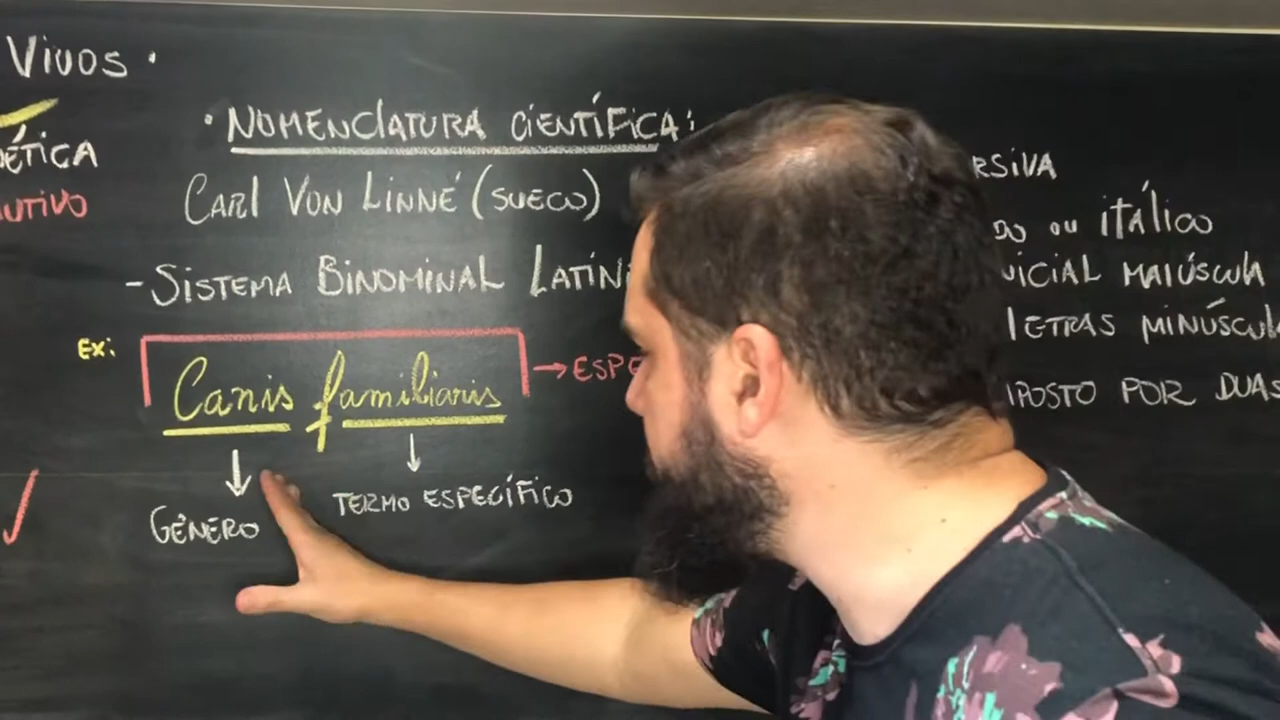 Vivos .
ÉTICA
UTIVO
• NOMENCLATURA CIENTÍFICA:
CARL VON LINNÉ (SUECO)
- SISTEMA BINOMINAL LATIN
EX:
Canis familiaris
→ ESPE
GÊNERO
TERMO ESPECÍFICO
RSIVA
DO OU ITÁLICO
NICIAL MAIÚSCULA
LETRAS MINÚSCUL
POSTO POR DUAS